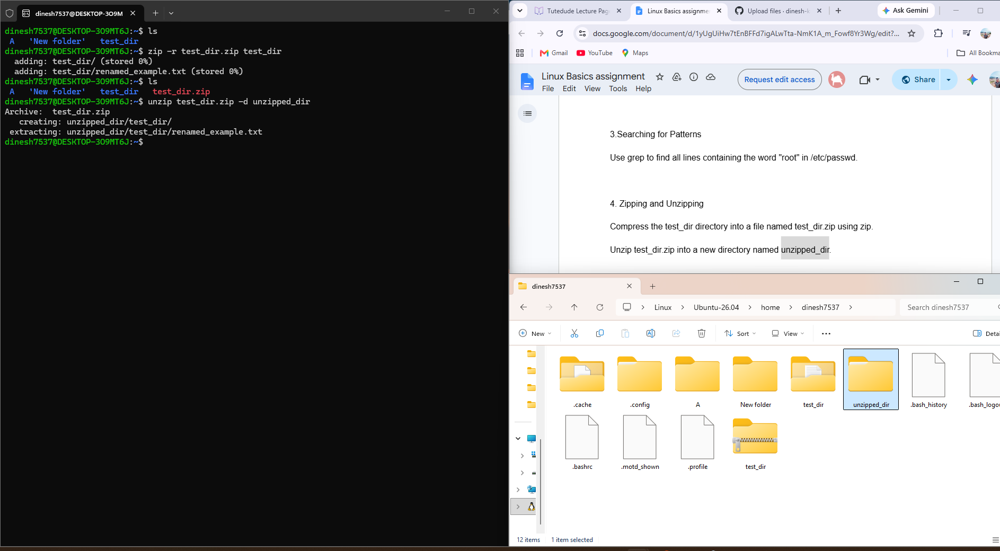 dinesh7537@DESKTOP-3O9M
dinesh7537@DESKTOP-3O9MT6J:~$ ls
A 'New folder' test_dir
dinesh7537@DESKTOP-3O9MT6J:~$ zip -r test_dir.zip test_dir
adding: test_dir/ (stored 0%)
adding: test_dir/renamed_example.txt (stored 0%)
dinesh7537@DESKTOP-3O9MT6J:~$ ls
A 'New folder' test_dir test_dir.zip
dinesh7537@DESKTOP-3O9MT6J:~$ unzip test_dir.zip -d unzipped_dir
Archive: test_dir.zip
creating: unzipped_dir/test_dir/
extracting: unzipped_dir/test_dir/renamed_example.txt
dinesh7537@DESKTOP-3O9MT6J:~$
Tutedude Lecture Pag Linux Basics assignme Upload files · dinesh-k Ask Gemini
docs.google.com/document/d/1yUgUiHw7tEnBFFd7igALwTta-NmK1A_m_Fowf8Yr3Wg/edit?...
Gmail YouTube Maps All Bookma
Linux Basics assignment
File Edit View Tools Help
Request edit access Share
3.Searching for Patterns
Use grep to find all lines containing the word "root" in /etc/passwd.
4. Zipping and Unzipping
Compress the test_dir directory into a file named test_dir.zip using zip.
Unzip test_dir.zip into a new directory named unzipped_dir.
dinesh7537
Linux > Ubuntu-26.04 > home > dinesh7537 > Search dinesh7537
New Sort View ... Detai
.cache .config A New folder test_dir unzipped_dir .bash_history .bash_logou
.bashrc .motd_shown .profile test_dir
12 items 1 item selected